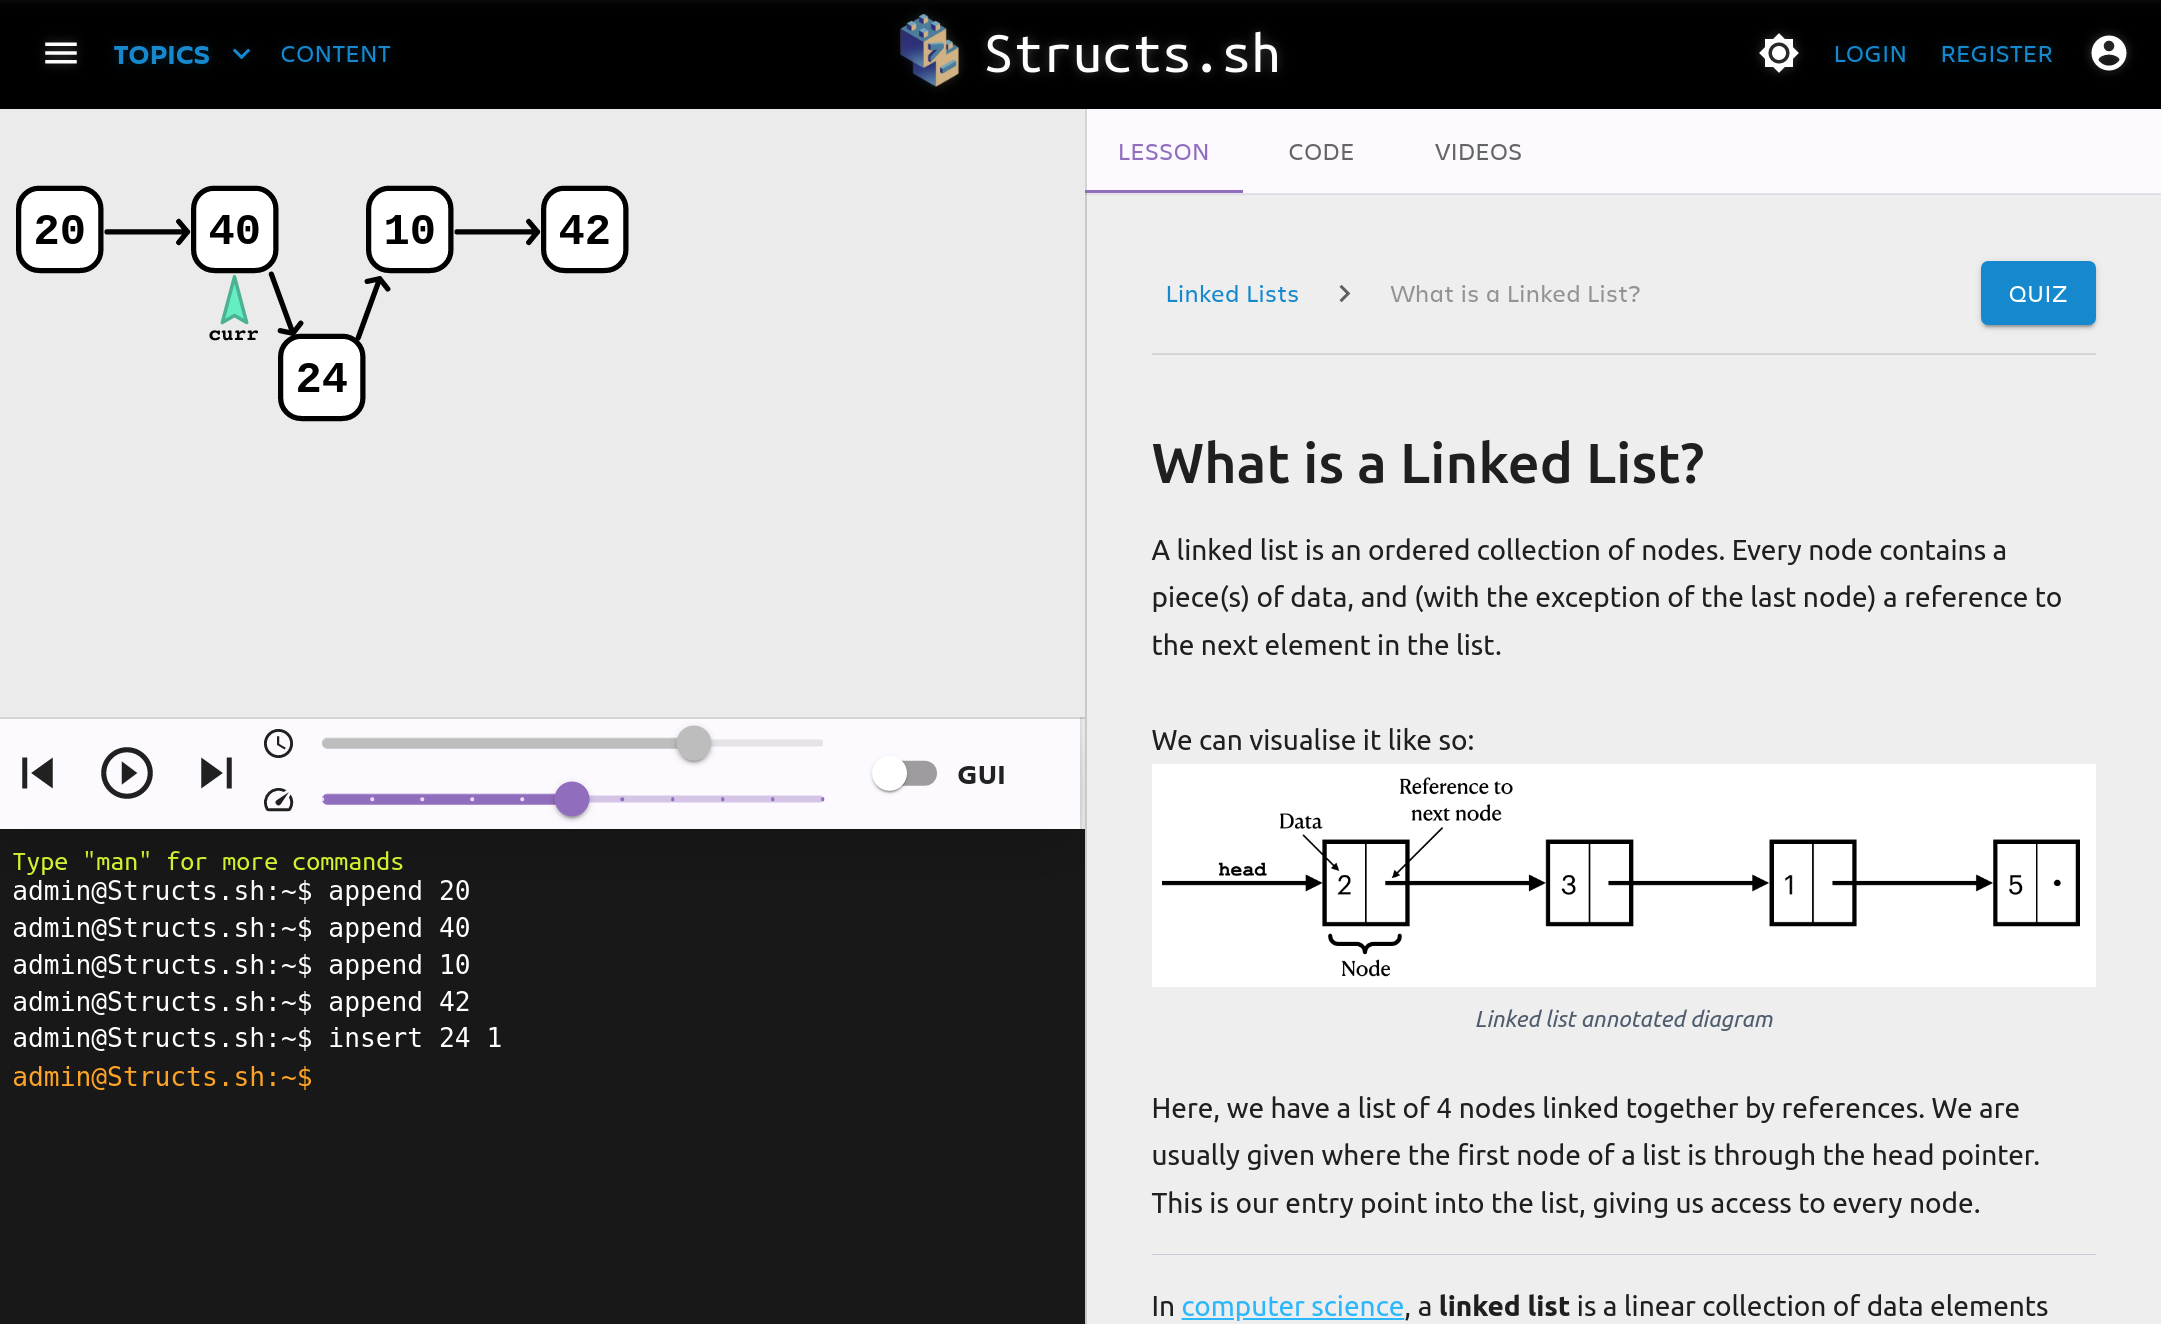 TOPICS CONTENT Structs.sh LOGIN REGISTER
20 40 10 42
curr
24
GUI
Type "man" for more commands
admin@Structs.sh:~$ append 20
admin@Structs.sh:~$ append 40
admin@Structs.sh:~$ append 10
admin@Structs.sh:~$ append 42
admin@Structs.sh:~$ insert 24 1
admin@Structs.sh:~$
LESSON CODE VIDEOS
Linked Lists What is a Linked List? QUIZ
What is a Linked List?
A linked list is an ordered collection of nodes. Every node contains a
piece(s) of data, and (with the exception of the last node) a reference to
the next element in the list.
We can visualise it like so:
Reference to
next node
Data
head
2 3 1 5
Node
Linked list annotated diagram
Here, we have a list of 4 nodes linked together by references. We are
usually given where the first node of a list is through the head pointer.
This is our entry point into the list, giving us access to every node.
In computer science, a linked list is a linear collection of data elements